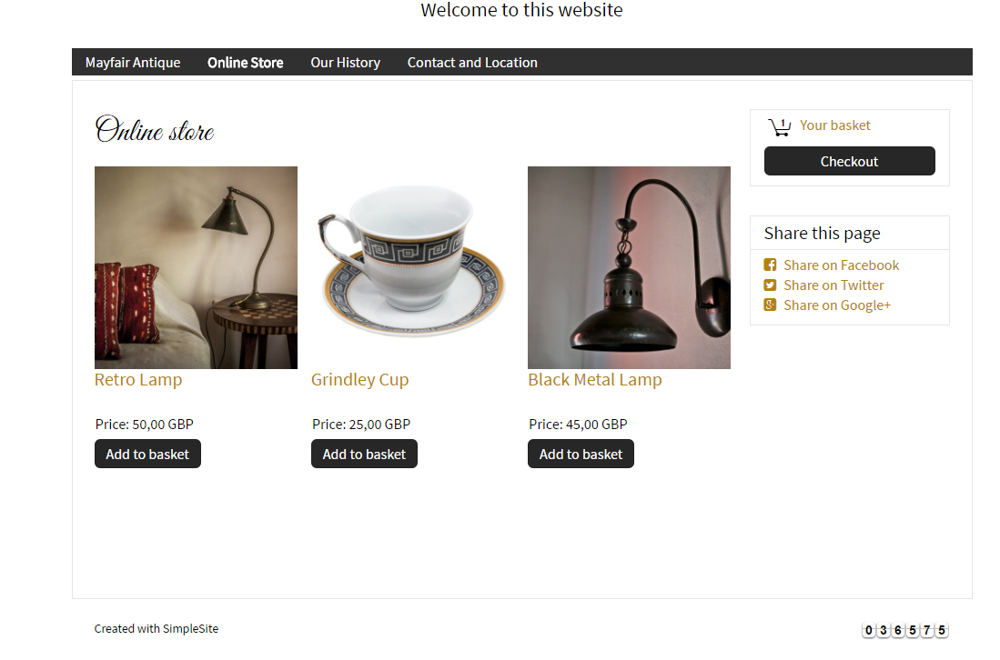 Welcome to this website
Mayfair Antique Online Store Our History Contact and Location
Online store
1 Your basket
Checkout
Share this page
Share on Facebook
Share on Twitter
Share on Google+
Retro Lamp
Price: 50,00 GBP
Add to basket
Grindley Cup
Price: 25,00 GBP
Add to basket
Black Metal Lamp
Price: 45,00 GBP
Add to basket
Created with SimpleSite
036575